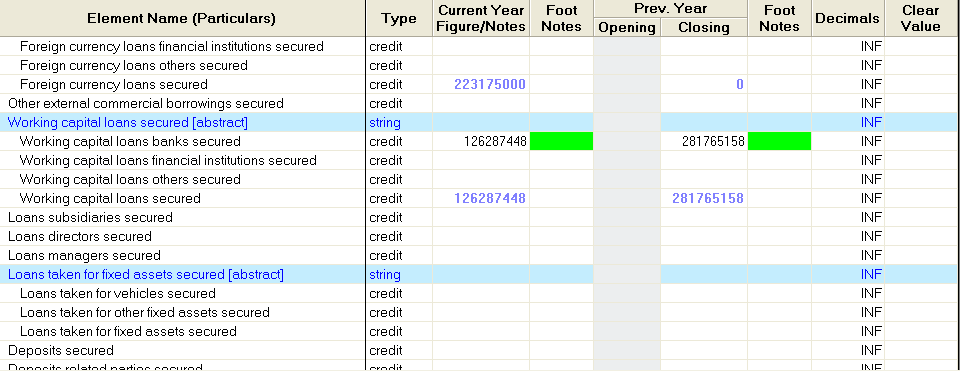 Element Name (Particulars) Type Current Year Figure/Notes Foot Notes Prev. Year Opening Closing Foot Notes Decimals Clear Value
Foreign currency loans financial institutions secured credit INF
Foreign currency loans others secured credit INF
Foreign currency loans secured credit 223175000 0 INF
Other external commercial borrowings secured credit INF
Working capital loans secured [abstract] string INF
Working capital loans banks secured credit 126287448 281765158 INF
Working capital loans financial institutions secured credit INF
Working capital loans others secured credit INF
Working capital loans secured credit 126287448 281765158 INF
Loans subsidiaries secured credit INF
Loans directors secured credit INF
Loans managers secured credit INF
Loans taken for fixed assets secured [abstract] string INF
Loans taken for vehicles secured credit INF
Loans taken for other fixed assets secured credit INF
Loans taken for fixed assets secured credit INF
Deposits secured credit INF
Deposits related parties secured credit INF